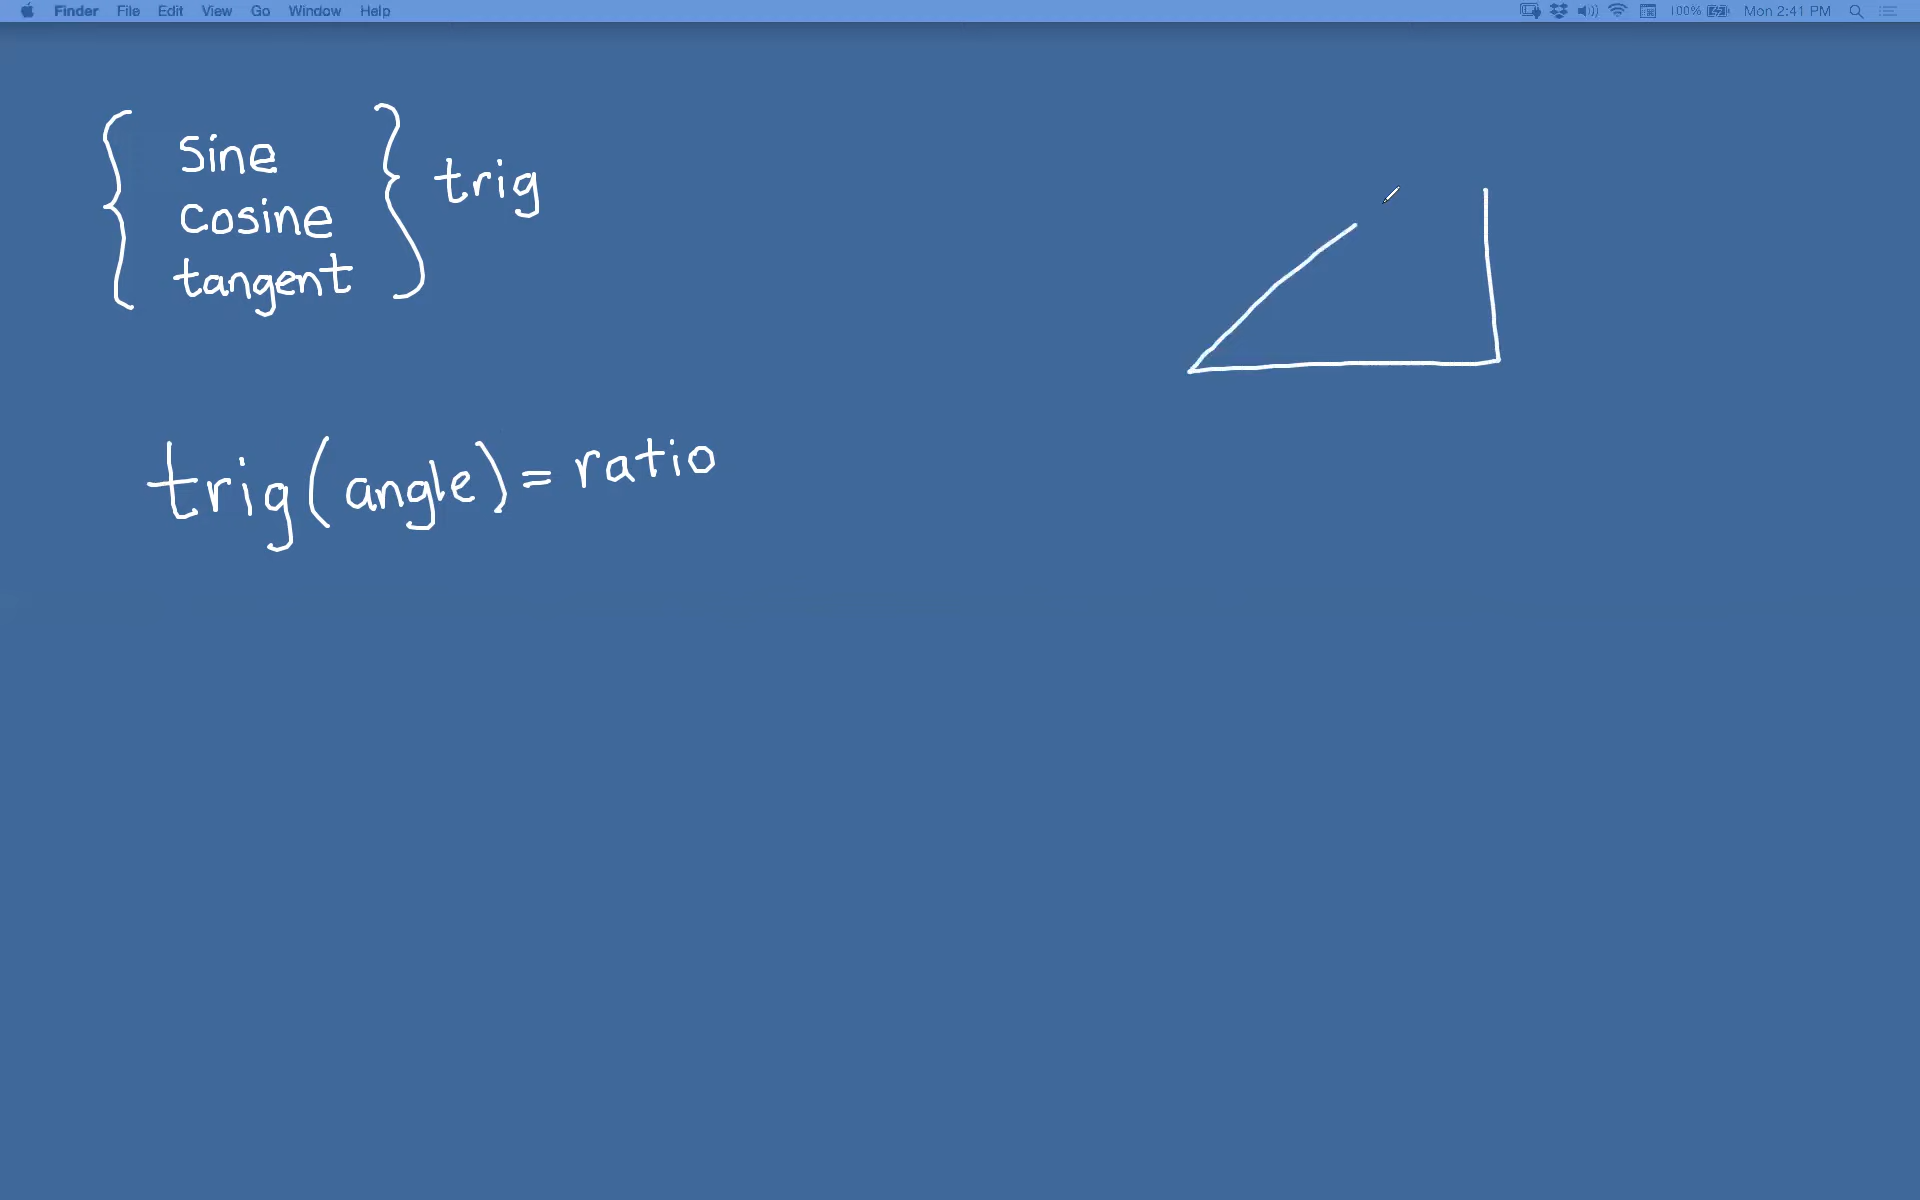 Finder File Edit View Go Window Help 100% Mon 2:41 PM
sine
cosine
tangent
trig
trig(angle) = ratio